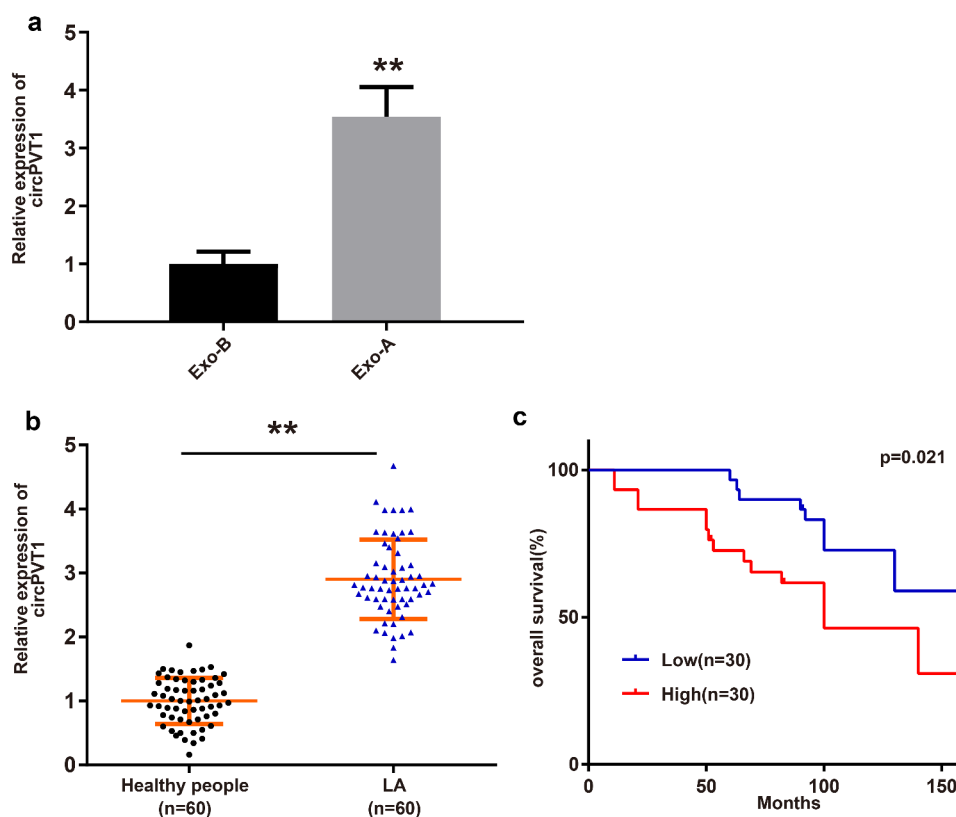 a
Relative expression of
circPVT1
5
4
3
2
1
0
**
Exo-B
Exo-A
b
Relative expression of
circPVT1
5
4
3
2
1
0
**
Healthy people
(n=60)
LA
(n=60)
c
overall survival(%)
100
50
0
p=0.021
Low(n=30)
High(n=30)
0
50
100
150
Months